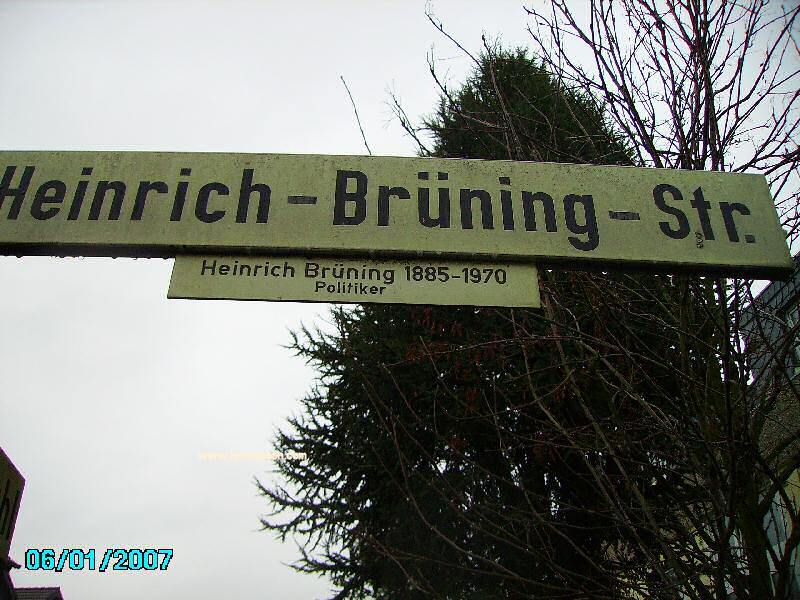 Heinrich-Brüning-Str.
Heinrich Brüning 1885-1970
Politiker
06/01/2007